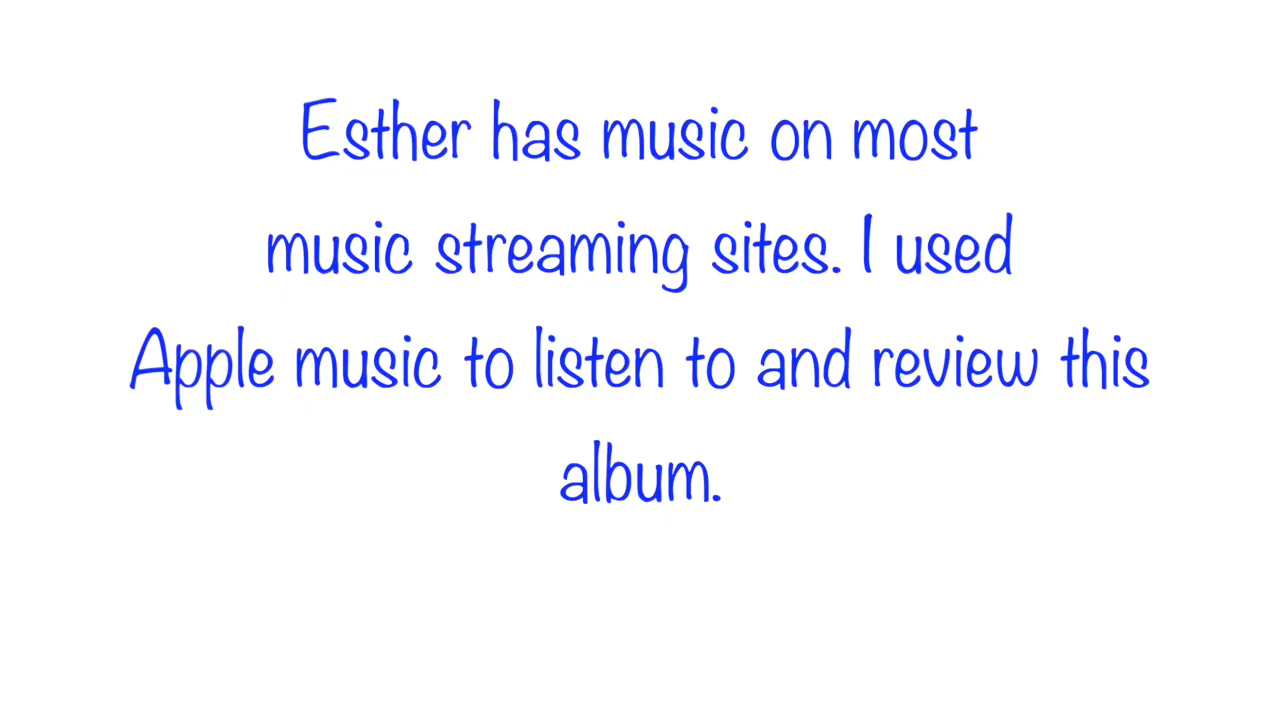 Esther has music on most
music streaming sites. I used
Apple music to listen to and review this
album.